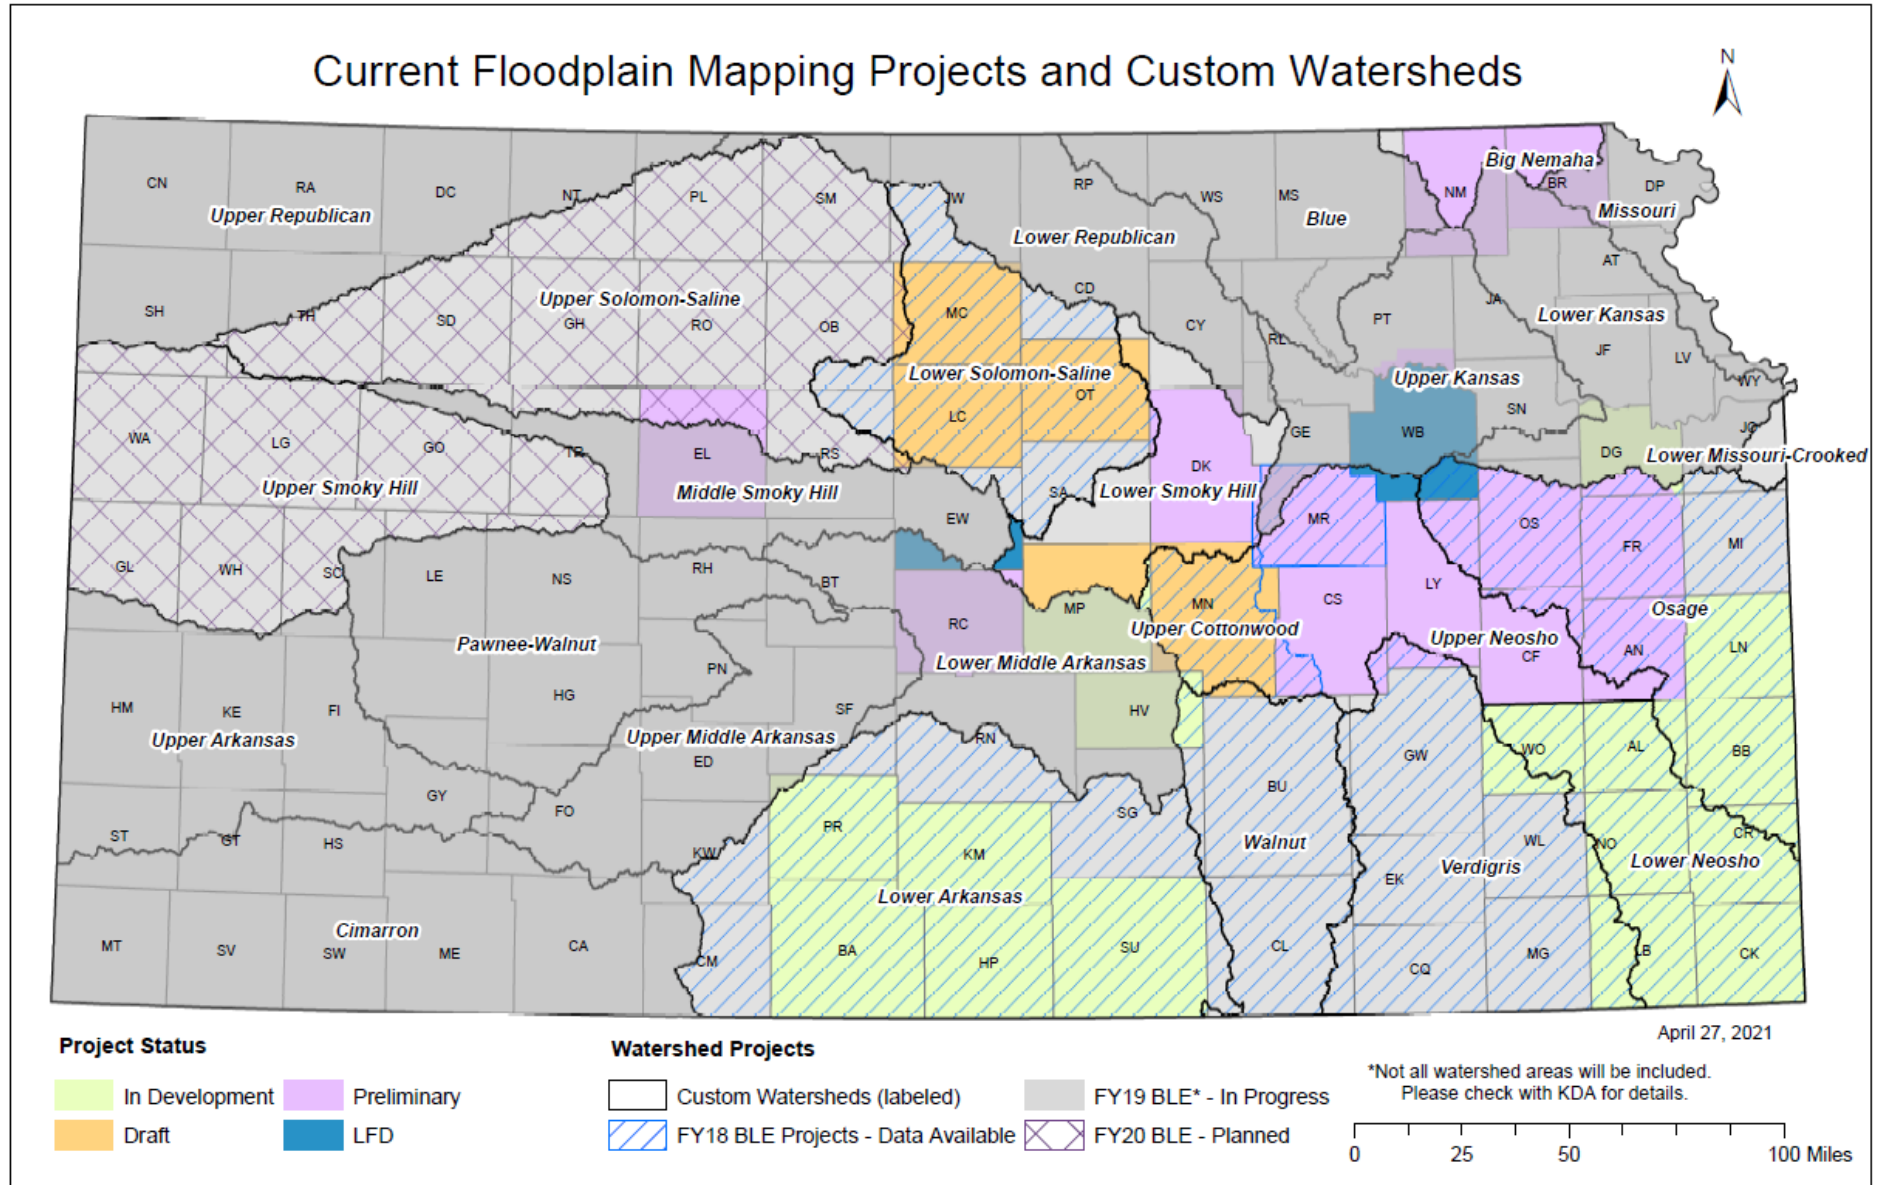 Current Floodplain Mapping Projects and Custom Watersheds
N
CN
RA
DC
NT
PL
SM
JW
RP
WS
MS
NM
BR
DP
Big Nemaha
Missouri
Upper Republican
Lower Republican
Blue
SH
TH
SD
GH
RO
OB
MC
CD
CY
RL
PT
JA
AT
JF
LV
WY
Upper Solomon-Saline
Lower Kansas
Lower Solomon-Saline
Upper Kansas
WA
LG
GO
TR
EL
RS
LC
OT
SA
DK
GE
WB
SN
DG
JO
Lower Missouri-Crooked
Upper Smoky Hill
Middle Smoky Hill
Lower Smoky Hill
GL
WH
SC
LE
NS
RH
BT
EW
RC
MP
MN
MR
CS
LY
OS
FR
MI
CF
AN
LN
Osage
Upper Cottonwood
Upper Neosho
Pawnee-Walnut
Lower Middle Arkansas
HM
KE
FI
HG
PN
SF
RN
HV
Upper Arkansas
Upper Middle Arkansas
ED
BU
GW
WO
AL
BB
ST
GT
HS
GY
FO
KW
PR
KM
SG
Walnut
EK
WL
NO
CR
Verdigris
Lower Neosho
Lower Arkansas
Cimarron
MT
SV
SW
ME
CA
CM
BA
HP
SU
CL
CQ
MG
LB
CK
April 27, 2021
Project Status
In Development
Preliminary
Draft
LFD
Watershed Projects
Custom Watersheds (labeled)
FY19 BLE* - In Progress
FY18 BLE Projects - Data Available
FY20 BLE - Planned
*Not all watershed areas will be included.
Please check with KDA for details.
0 25 50 100 Miles